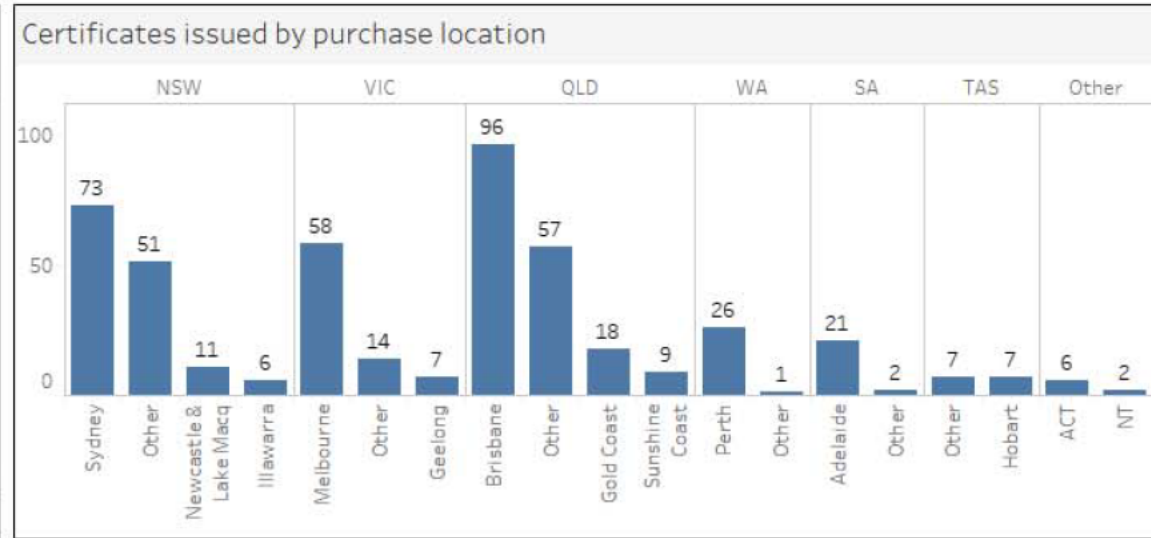 Certificates issued by purchase location
NSW VIC QLD WA SA TAS Other
100
50
0
73
51
11
6
58
14
7
96
57
18
9
26
1
21
2
7
7
6
2
Sydney
Other
Newcastle &
Lake Macq
Illawarra
Melbourne
Other
Geelong
Brisbane
Other
Gold Coast
Sunshine
Coast
Perth
Other
Adelaide
Other
Other
Hobart
ACT
NT